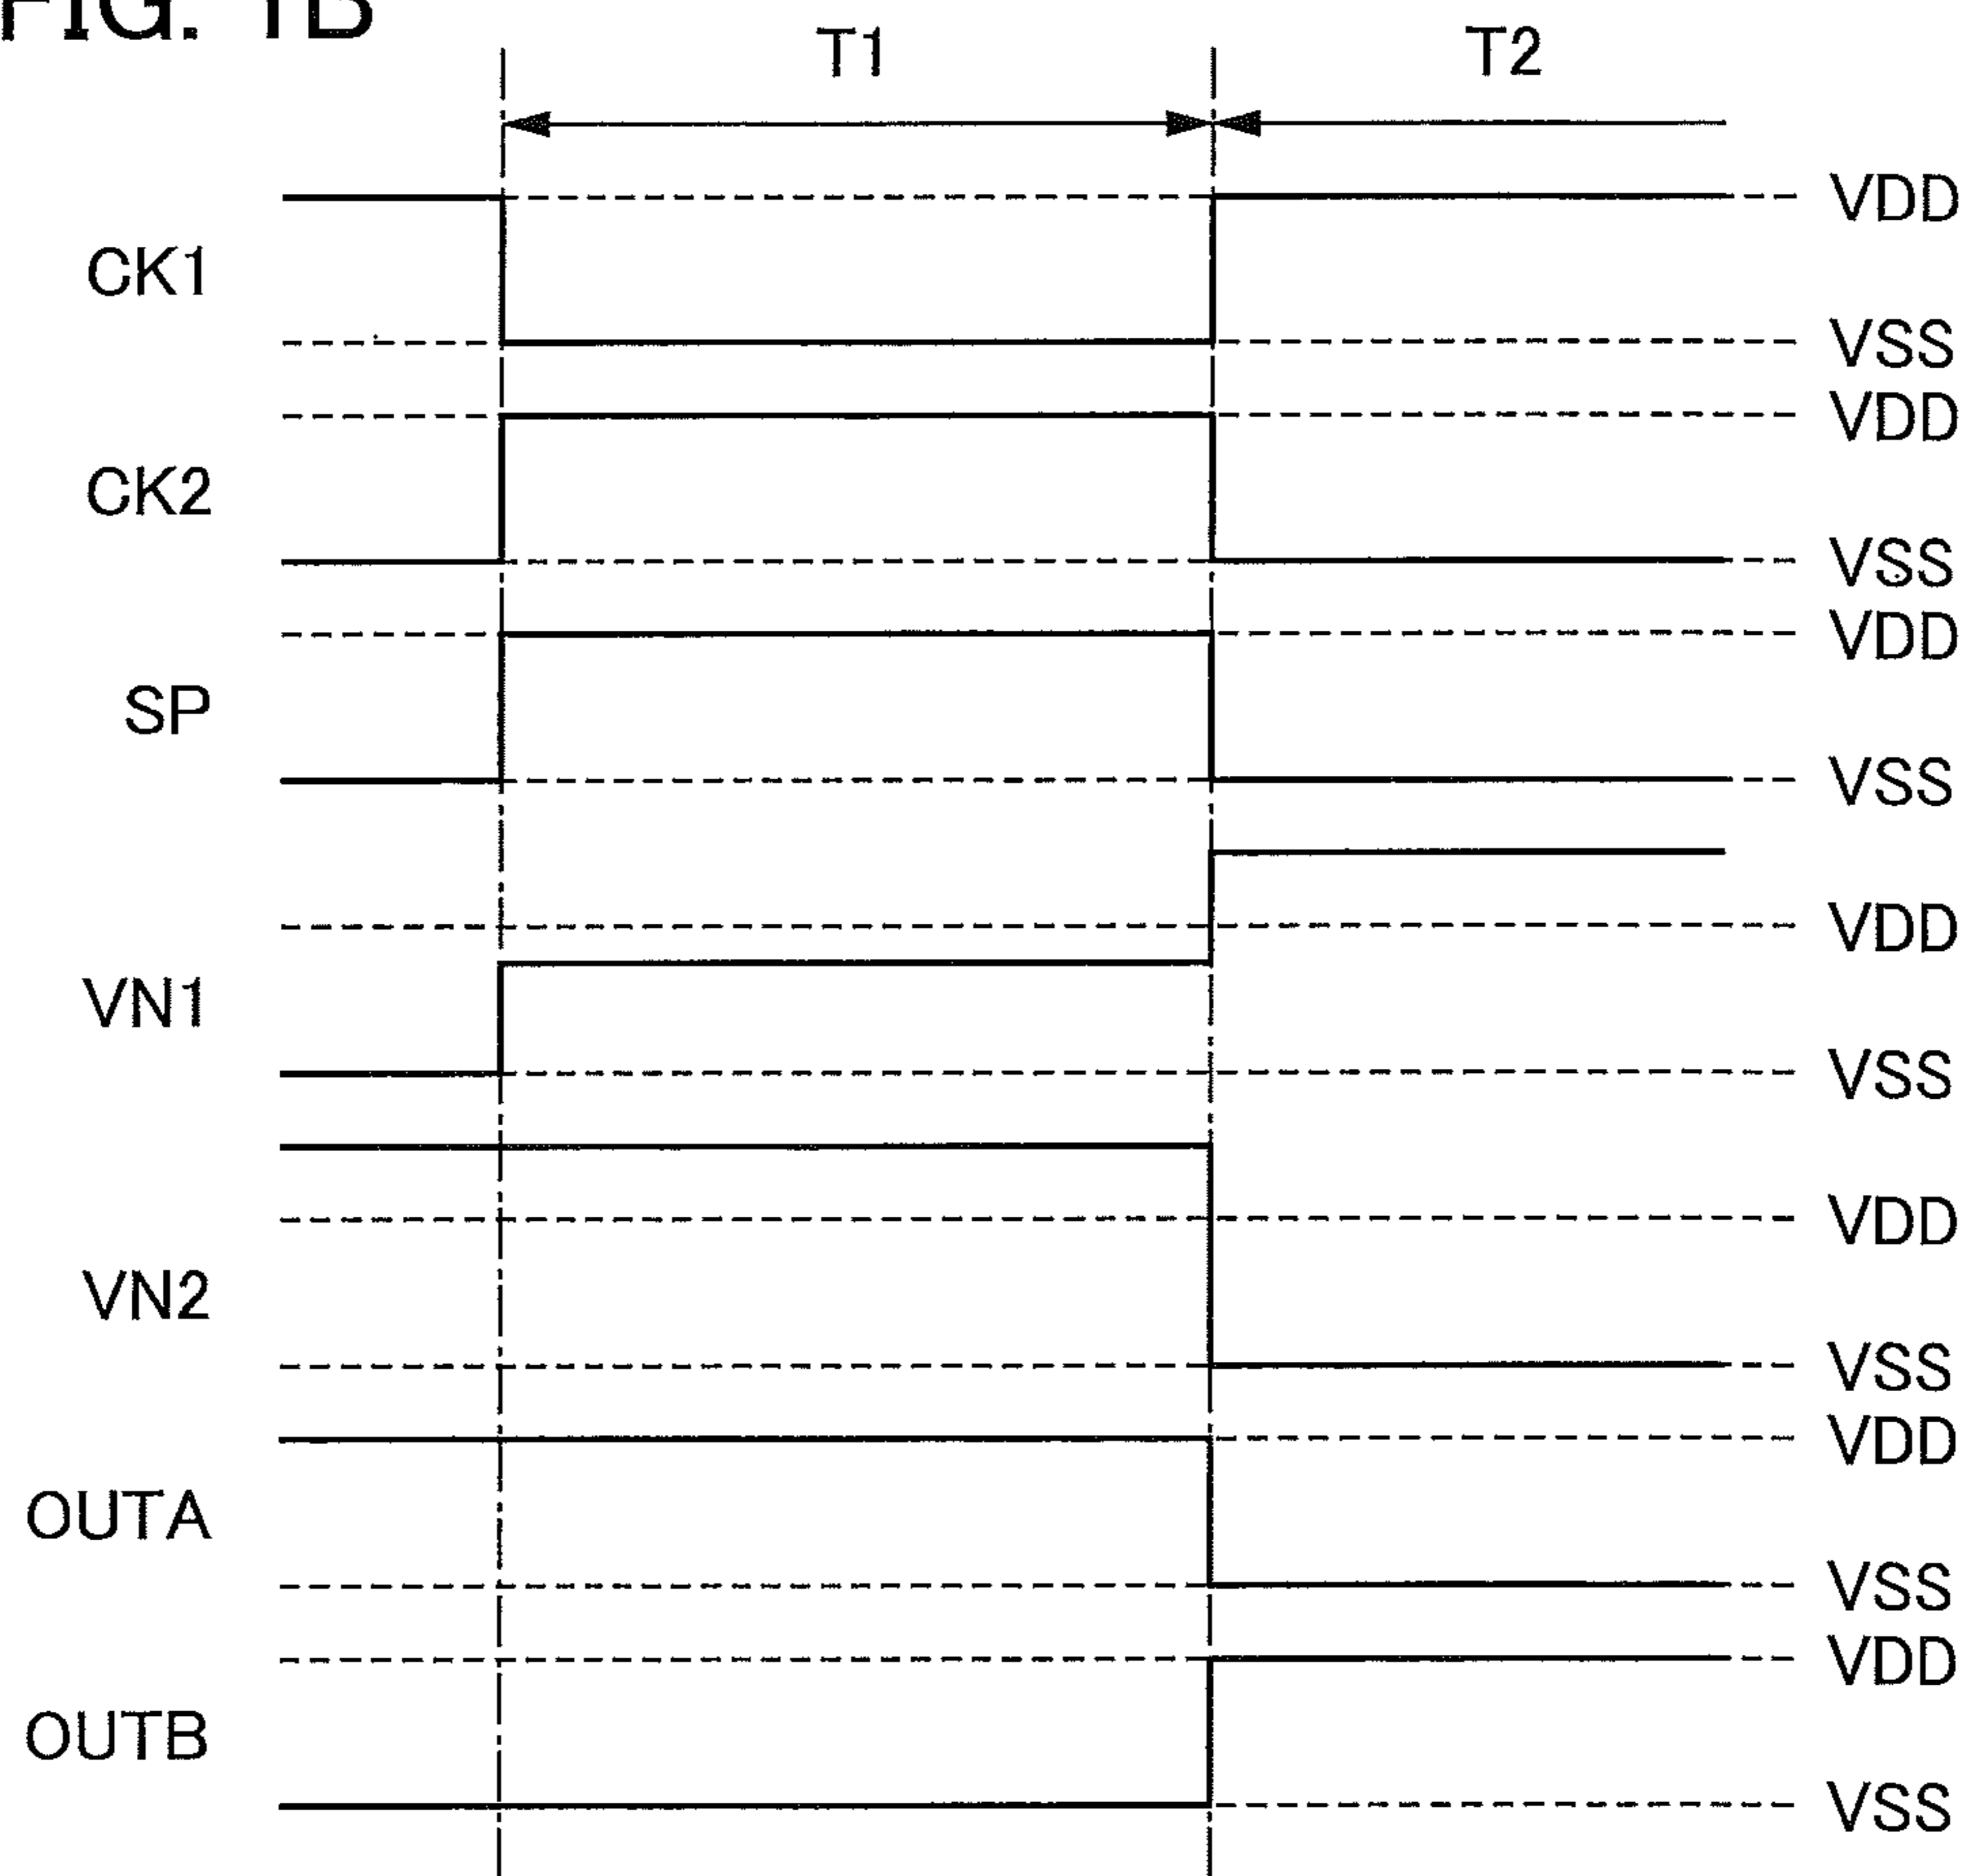 FIG. 1B
T1 T2
VDD
CK1
VSS
VDD
CK2
VSS
VDD
SP
VSS
VDD
VN1
VSS
VDD
VN2
VSS
VDD
OUTA
VSS
VDD
OUTB
VSS